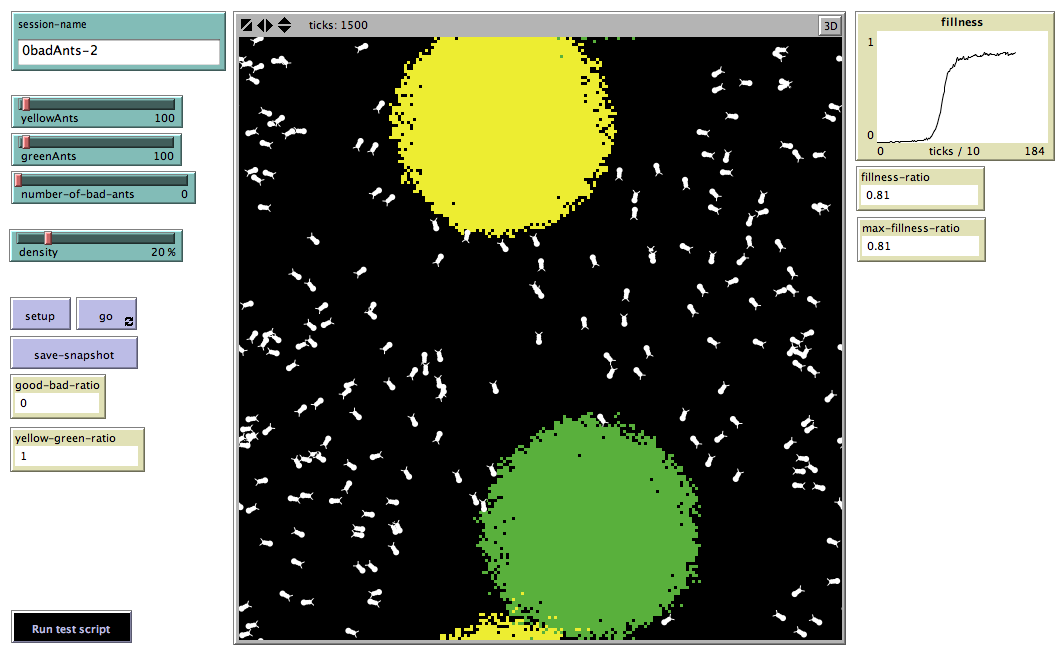 session-name
0badAnts-2
yellowAnts 100
greenAnts 100
number-of-bad-ants 0
density 20 %
setup
go
save-snapshot
good-bad-ratio
0
yellow-green-ratio
1
Run test script
ticks: 1500
3D
fillness
1
0
0 ticks / 10 184
fillness-ratio
0.81
max-fillness-ratio
0.81